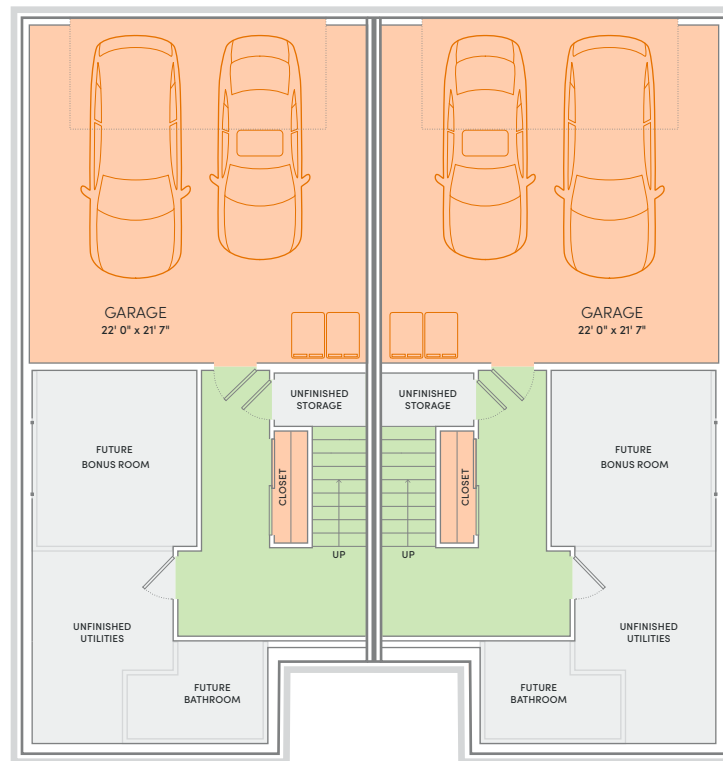 GARAGE
22' 0" x 21' 7"
GARAGE
22' 0" x 21' 7"
UNFINISHED
STORAGE
UNFINISHED
STORAGE
FUTURE
BONUS ROOM
CLOSET
CLOSET
FUTURE
BONUS ROOM
UP
UP
UNFINISHED
UTILITIES
UNFINISHED
UTILITIES
FUTURE
BATHROOM
FUTURE
BATHROOM